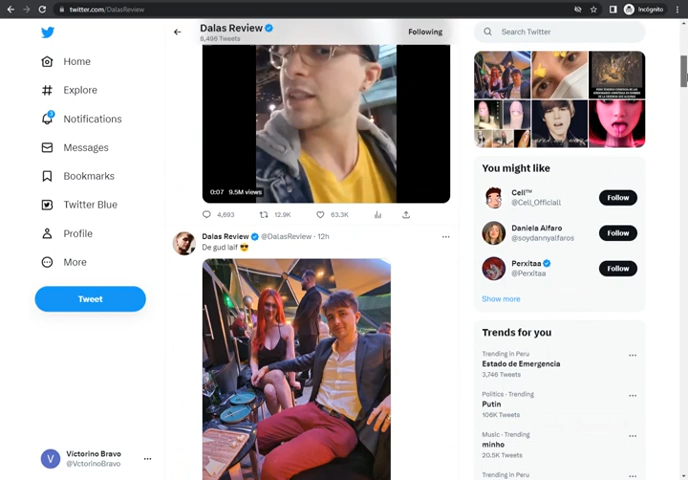 twitter.com/DalasReview
Incógnito
Dalas Review
8,496 Tweets
Following
Search Twitter
Home
Explore
Notifications
Messages
Bookmarks
Twitter Blue
Profile
More
Tweet
Víctorino Bravo
@VctorinoBravo
0:07 9.5M views
4,693 12.9K 63.3K
Dalas Review @DalasReview · 12h
De gud laif 😎
You might like
Cell™
@Cell_Officiall
Follow
Daniela Alfaro
@soydannyalfaros
Follow
Perxitaa
@Perxitaa
Follow
Show more
Trends for you
Trending in Peru
Estado de Emergencia
3,746 Tweets
Politics · Trending
Putin
106K Tweets
Music · Trending
minho
20.5K Tweets
Trending in Peru